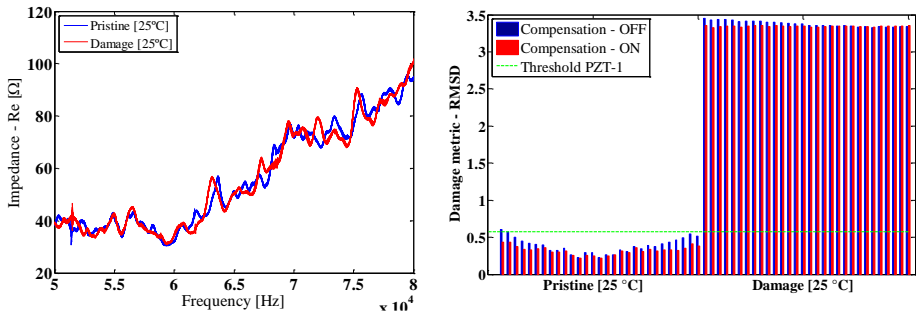 Pristine [25ºC]
Damage [25ºC]
Impedance - Re [Ω]
120
100
80
60
40
20
5
5.5
6
6.5
7
7.5
8
x 10⁴
Frequency [Hz]
Compensation - OFF
Compensation - ON
Threshold PZT-1
Damage metric - RMSD
3.5
3
2.5
2
1.5
1
0.5
0
Pristine [25 °C]
Damage [25 °C]